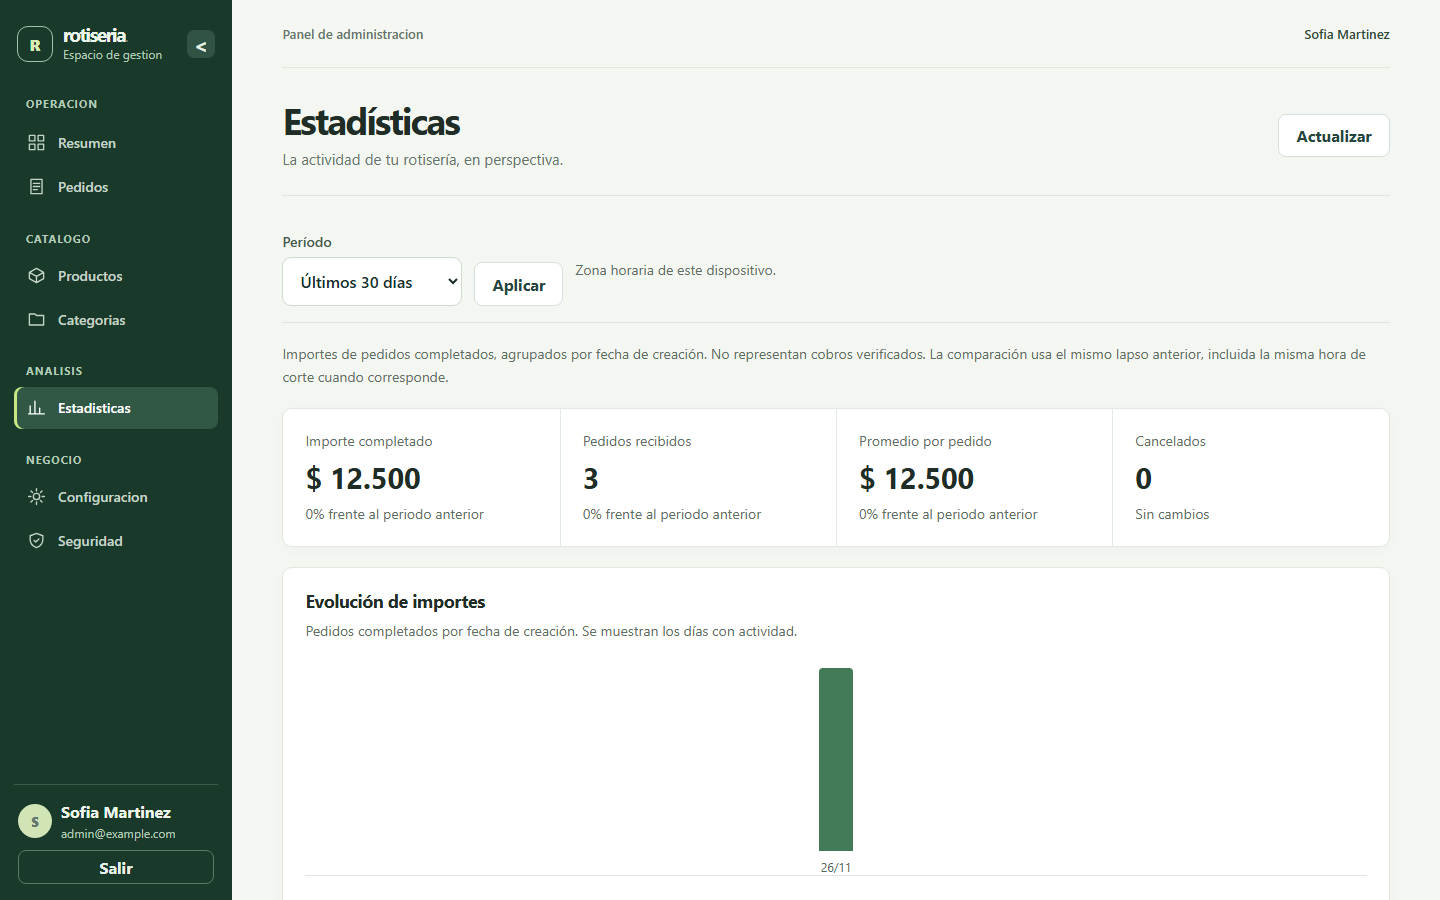 R
rotiseria
Espacio de gestion
<
OPERACION
Resumen
Pedidos
CATALOGO
Productos
Categorias
ANALISIS
Estadisticas
NEGOCIO
Configuracion
Seguridad
S
Sofia Martinez
admin@example.com
Salir
Panel de administracion
Sofia Martinez
Estadísticas
La actividad de tu rotisería, en perspectiva.
Actualizar
Período
Últimos 30 días
Aplicar
Zona horaria de este dispositivo.
Importes de pedidos completados, agrupados por fecha de creación. No representan cobros verificados. La comparación usa el mismo lapso anterior, incluida la misma hora de
corte cuando corresponde.
Importe completado
$ 12.500
0% frente al periodo anterior
Pedidos recibidos
3
0% frente al periodo anterior
Promedio por pedido
$ 12.500
0% frente al periodo anterior
Cancelados
0
Sin cambios
Evolución de importes
Pedidos completados por fecha de creación. Se muestran los días con actividad.
26/11